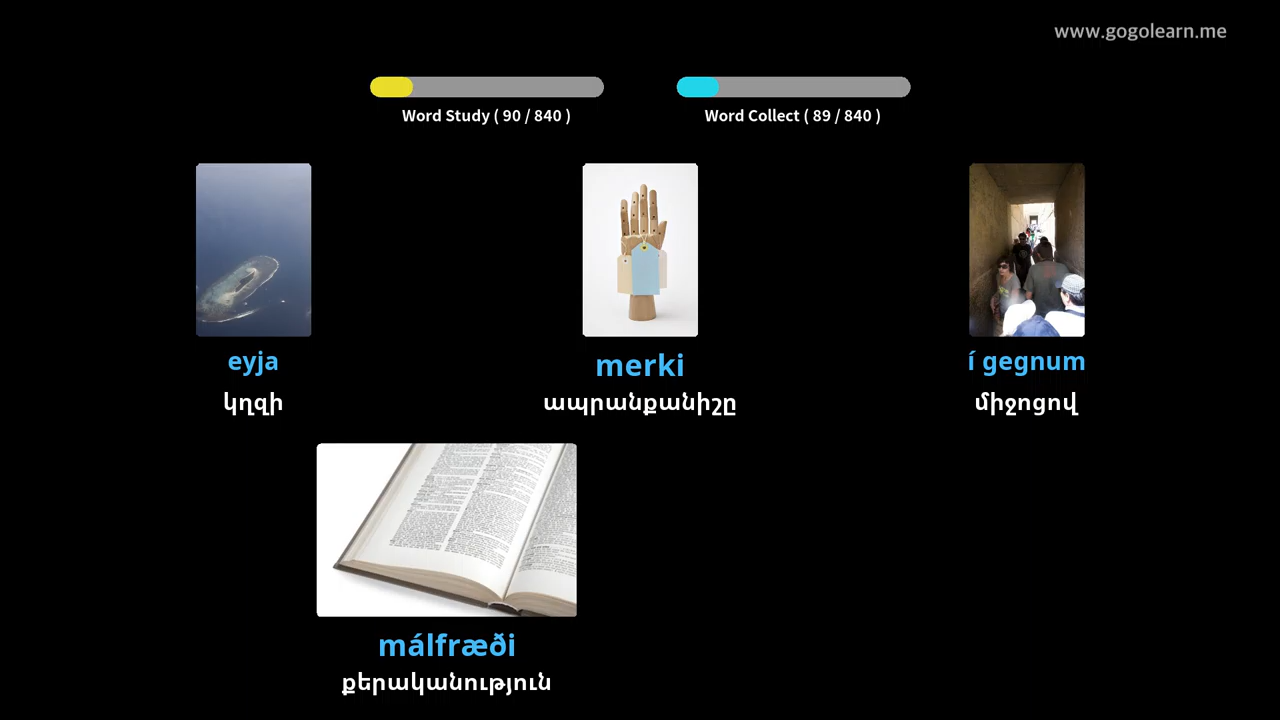 www.gogolearn.me
Word Study ( 90 / 840 )
Word Collect ( 89 / 840 )
eyja
կղզի
merki
ապրանքանիշը
í gegnum
միջոցով
málfræði
քերականություն